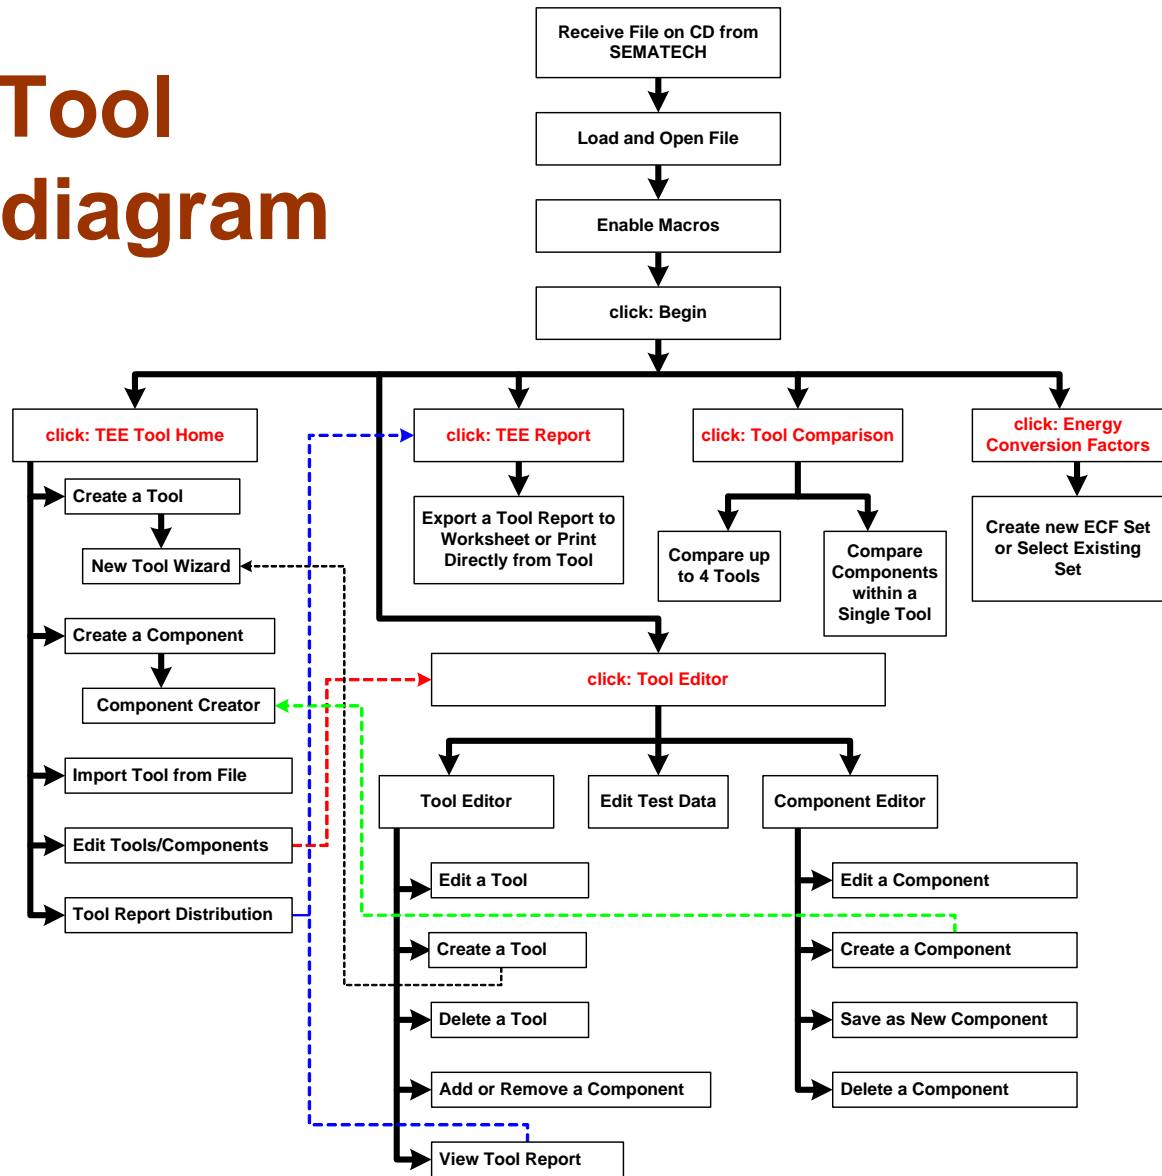 Tool
diagram
Receive File on CD from
SEMATECH
Load and Open File
Enable Macros
click: Begin
click: TEE Tool Home
click: TEE Report
click: Tool Comparison
click: Energy
Conversion Factors
Create a Tool
New Tool Wizard
Create a Component
Component Creator
Import Tool from File
Edit Tools/Components
Tool Report Distribution
Export a Tool Report to
Worksheet or Print
Directly from Tool
Compare up
to 4 Tools
Compare
Components
within a
Single Tool
Create new ECF Set
or Select Existing
Set
click: Tool Editor
Tool Editor
Edit Test Data
Component Editor
Edit a Tool
Create a Tool
Delete a Tool
Add or Remove a Component
View Tool Report
Edit a Component
Create a Component
Save as New Component
Delete a Component